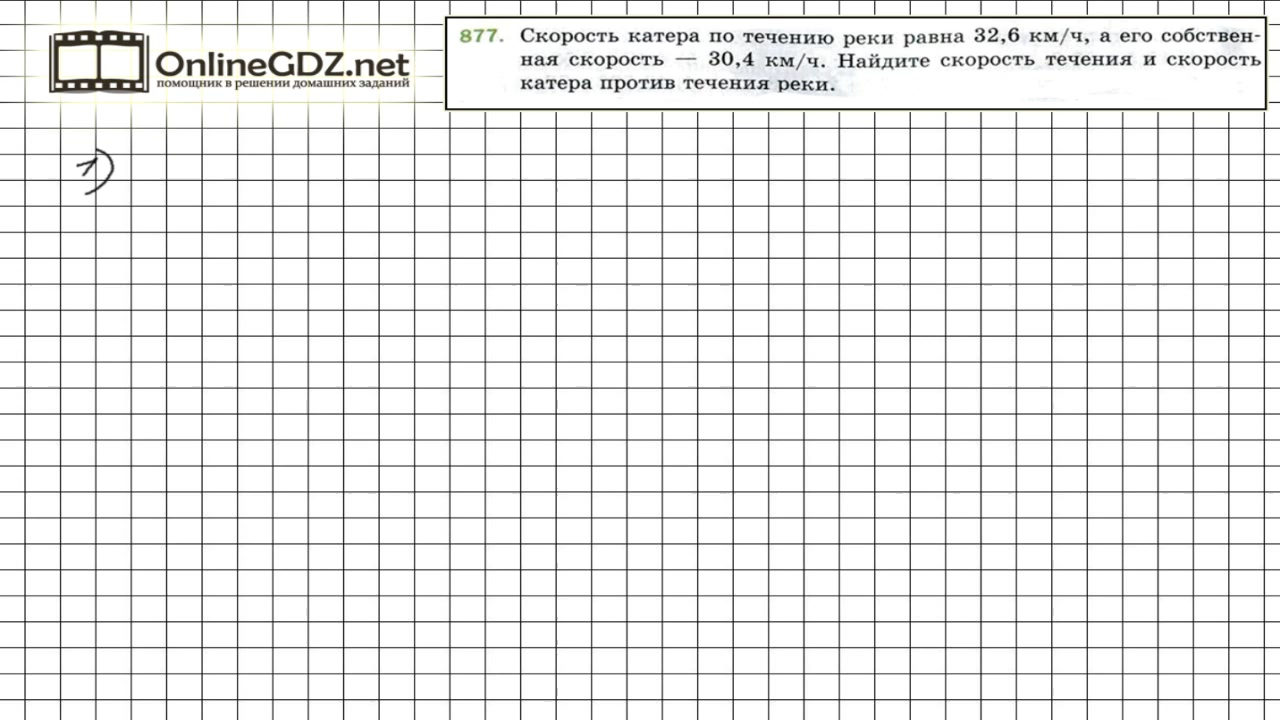 OnlineGDZ.net
помощник в решении домашних заданий
877. Скорость катера по течению реки равна 32,6 км/ч, а его собствен-
ная скорость — 30,4 км/ч. Найдите скорость течения и скорость
катера против течения реки.
1)